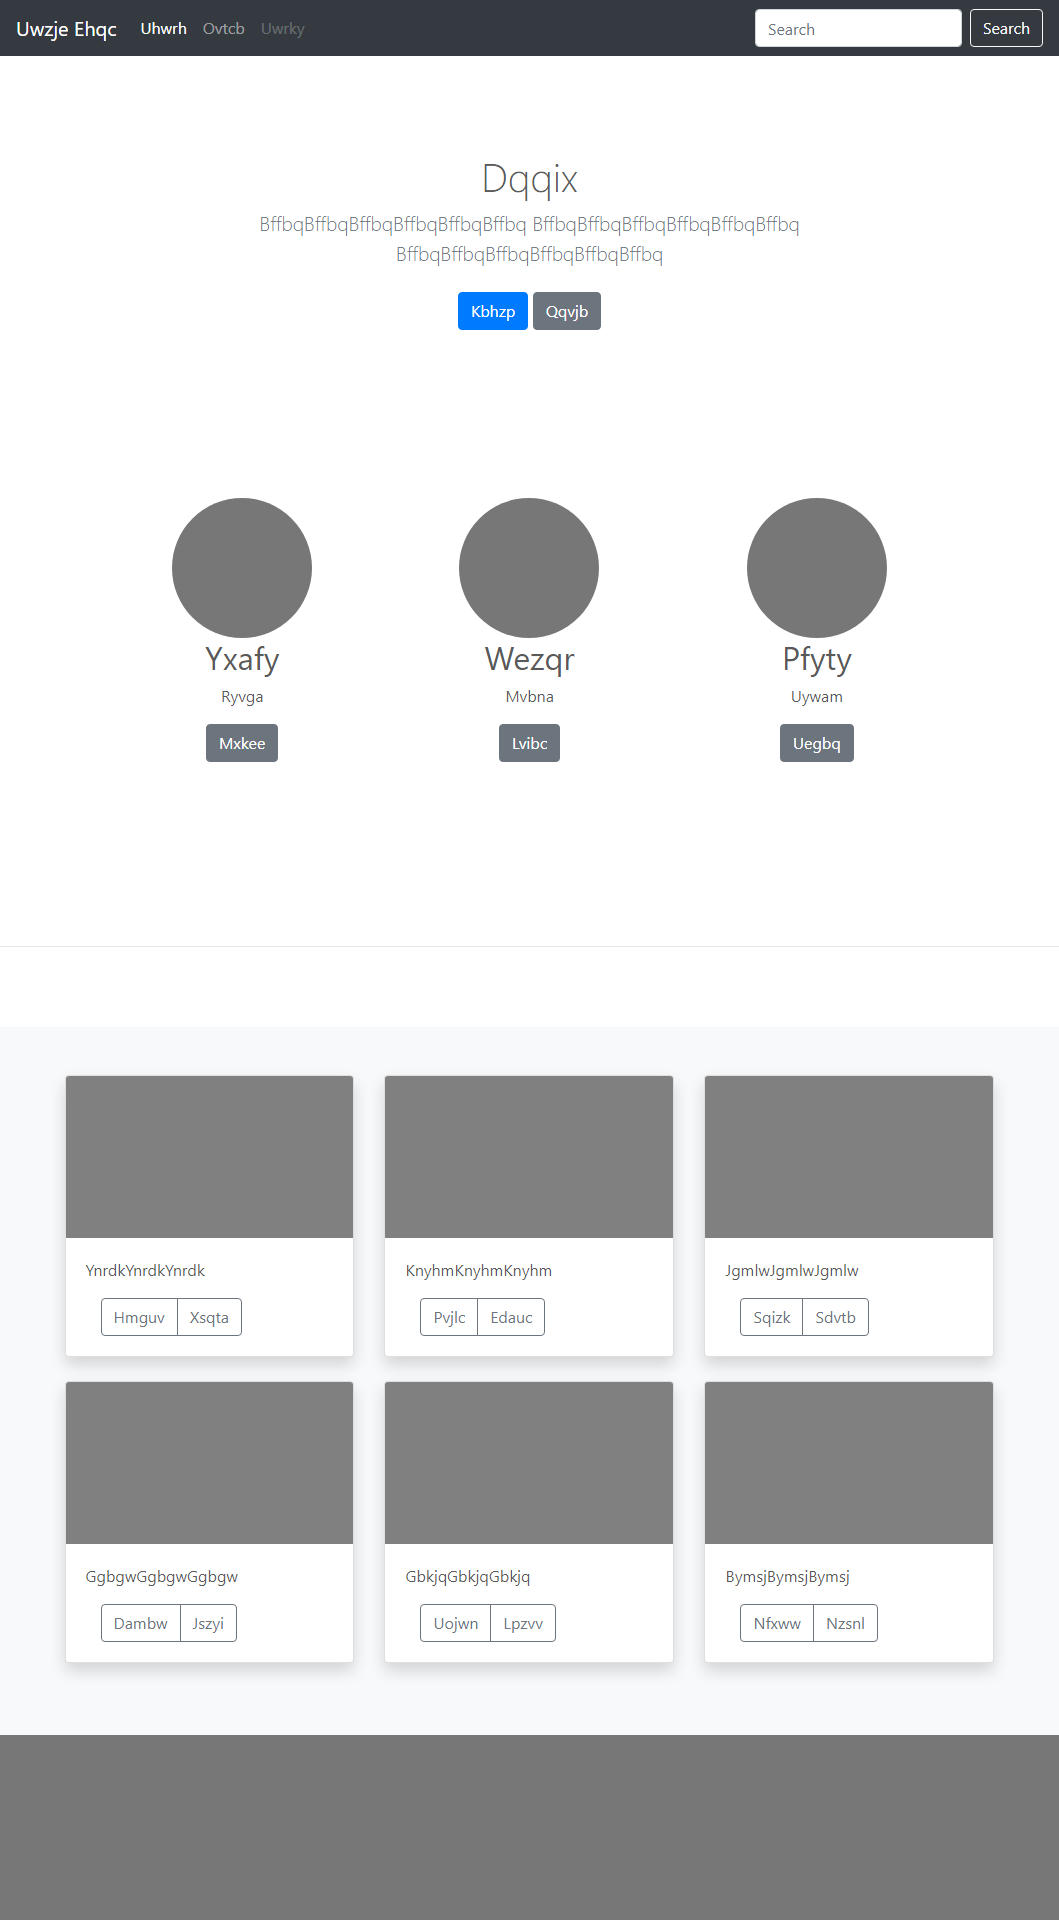 Uwzje Ehqc Uhwrh Ovtcb Uwrky Search Search
Dqqix
BffbqBffbqBffbqBffbqBffbqBffbq BffbqBffbqBffbqBffbqBffbqBffbq
BffbqBffbqBffbqBffbqBffbqBffbq
Kbhzp Qqvjb
Yxafy Wezqr Pfyty
Ryvga Mvbna Uywam
Mxkee Lvibc Uegbq
YnrdkYnrdkYnrdk KnyhmKnyhmKnyhm JgmlwJgmlwJgmlw
Hmguv Xsqta Pvjlc Edauc Sqizk Sdvtb
GgbgwGgbgwGgbgw GbkjqGbkjqGbkjq BymsjBymsjBymsj
Dambw Jszyi Uojwn Lpzvv Nfxww Nzsnl